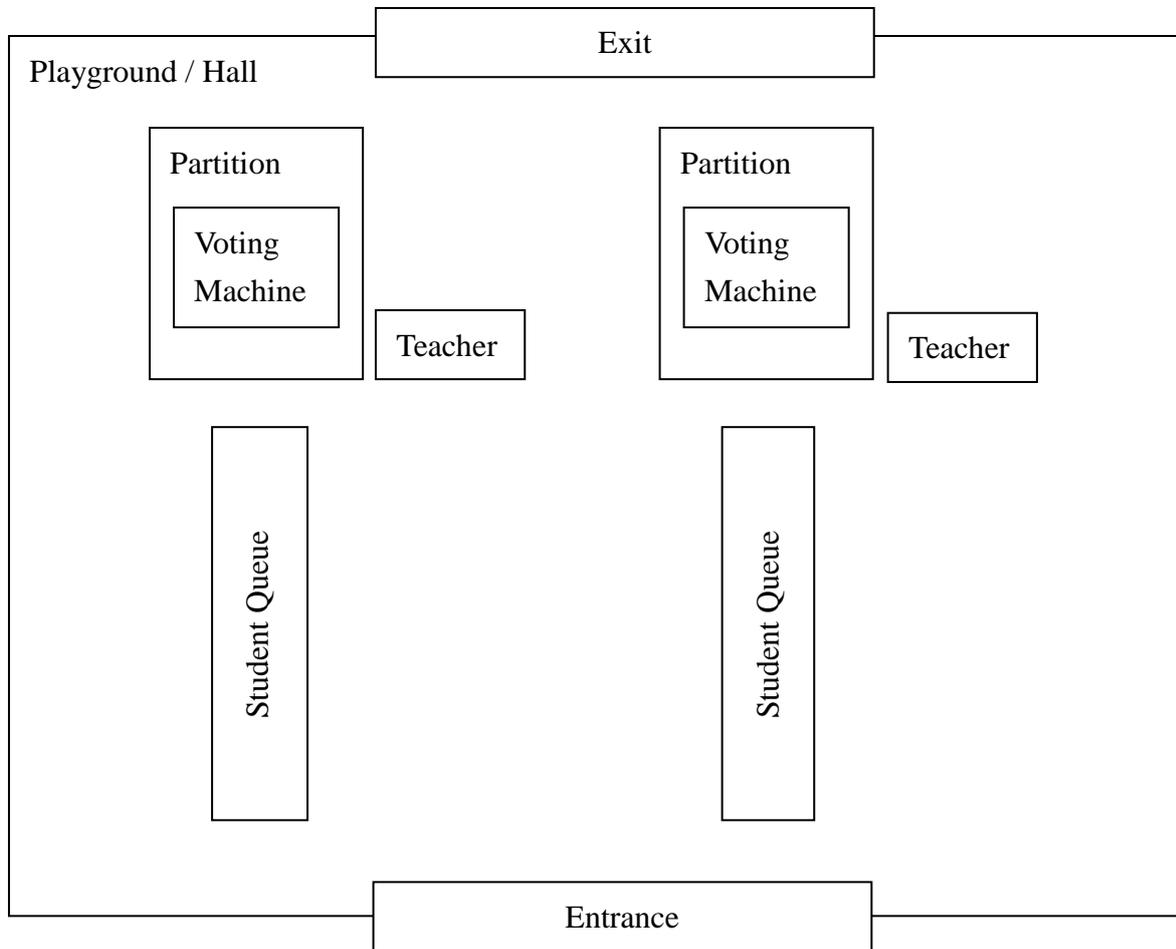 Exit
Playground / Hall
Partition
Voting
Machine
Teacher
Partition
Voting
Machine
Teacher
Student Queue
Student Queue
Entrance